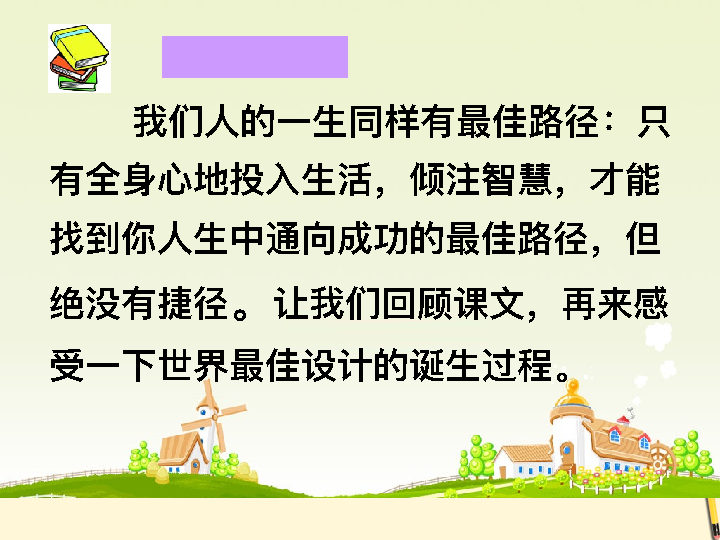 我们人的一生同样有最佳路径：只
有全身心地投入生活，倾注智慧，才能
找到你人生中通向成功的最佳路径，但
绝没有捷径。让我们回顾课文，再来感
受一下世界最佳设计的诞生过程。